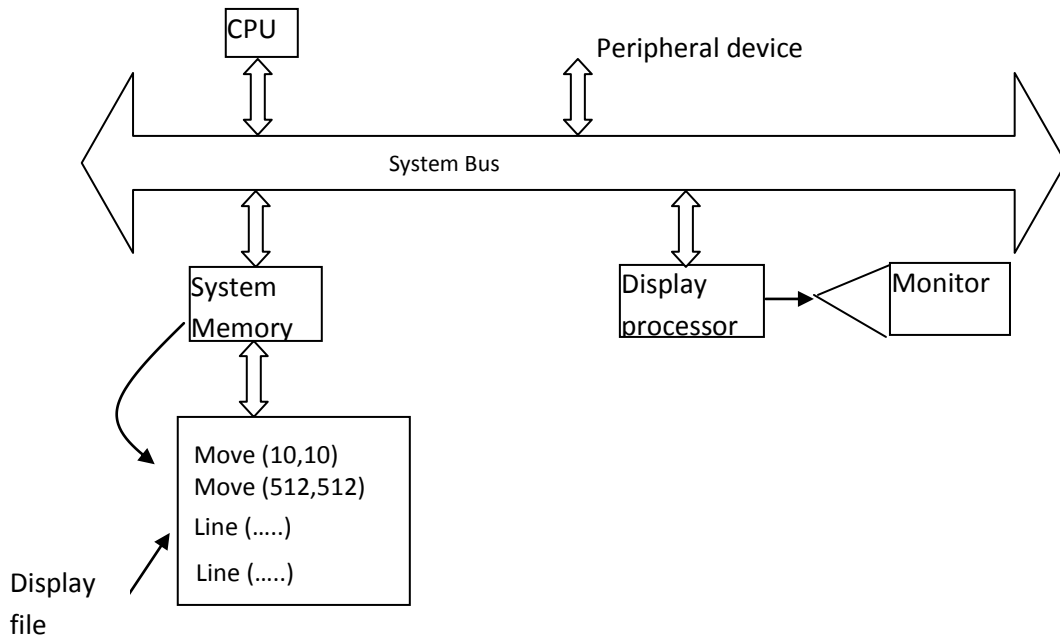 CPU
Peripheral device
System Bus
System
Memory
Display
processor
Monitor
Move (10,10)
Move (512,512)
Line (…..)
Line (…..)
Display
file